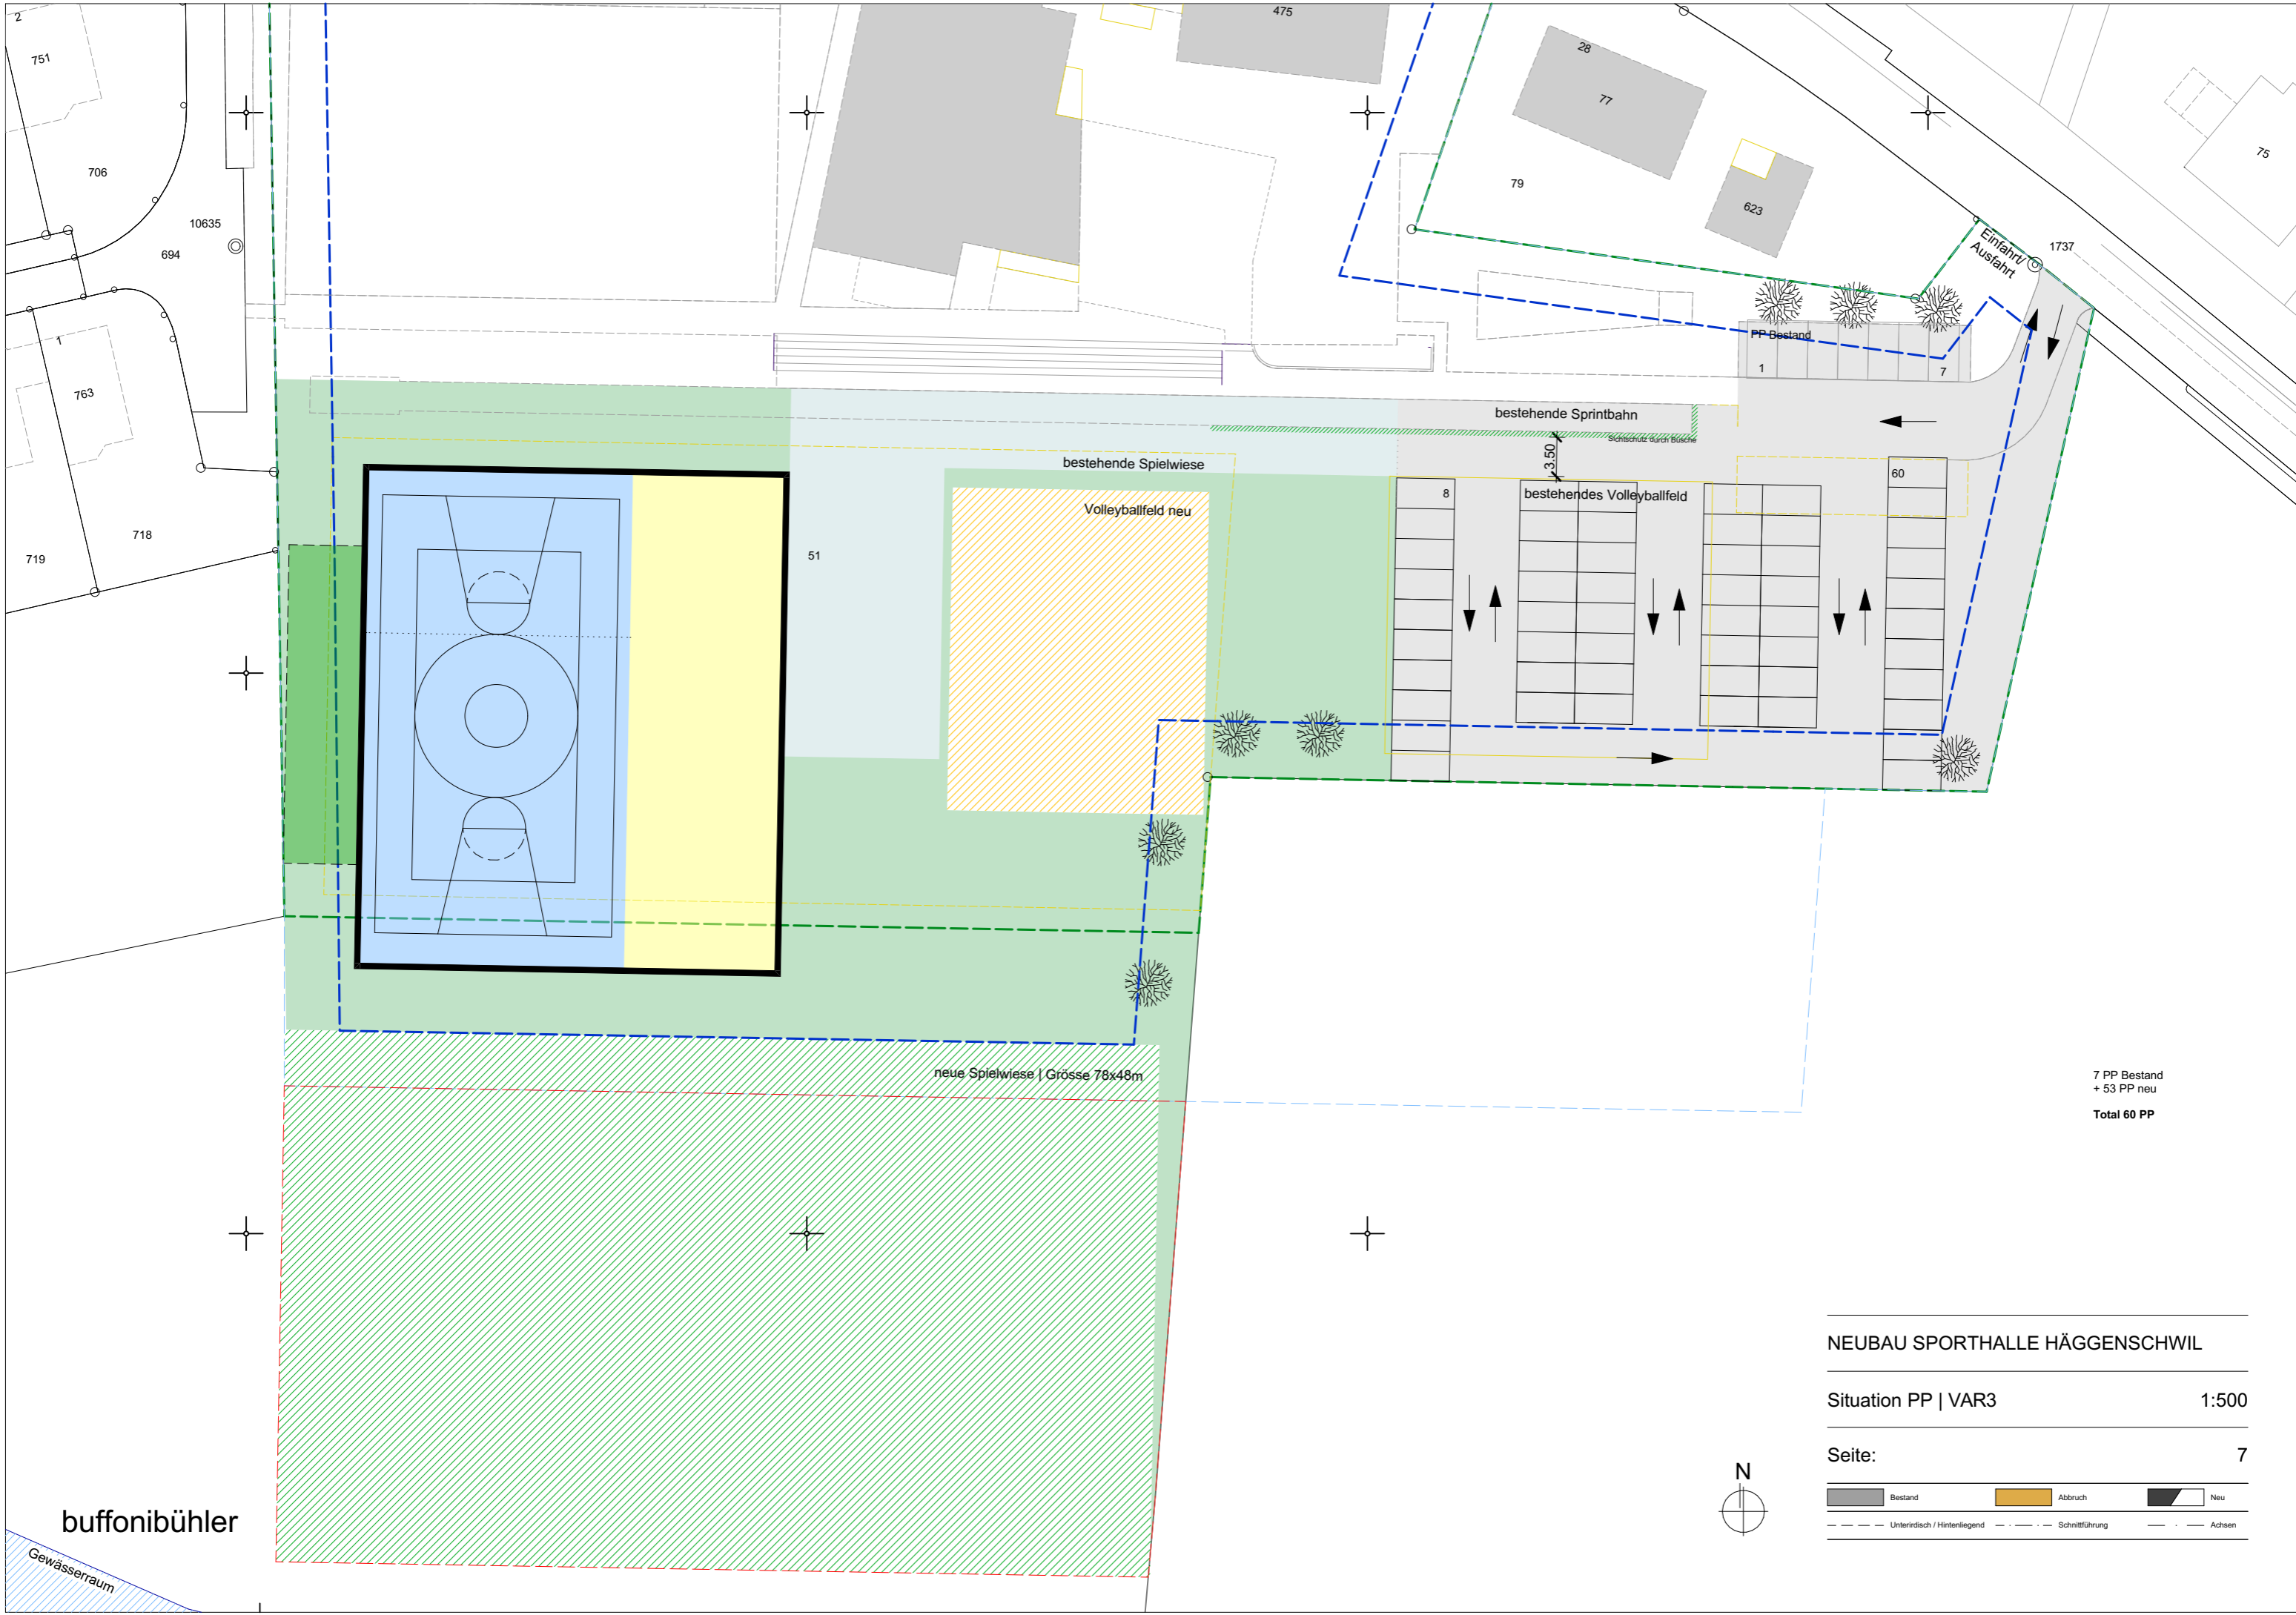 2
751
706
10635
694
1
763
718
719
475
28
77
79
623
75
1737
Einfahrt/
Ausfahrt
PP Bestand
1
7
bestehende Sprintbahn
Sichtschutz durch Büsche
3.50
bestehende Spielwiese
Volleyballfeld neu
51
8
bestehendes Volleyballfeld
60
neue Spielwiese | Grösse 78x48m
7 PP Bestand
+ 53 PP neu
Total 60 PP
NEUBAU SPORTHALLE HÄGGENSCHWIL
Situation PP | VAR3 1:500
Seite: 7
N
Bestand Abbruch Neu
Unterirdisch / Hintenliegend Schnittführung Achsen
buffonibühler
Gewässerraum